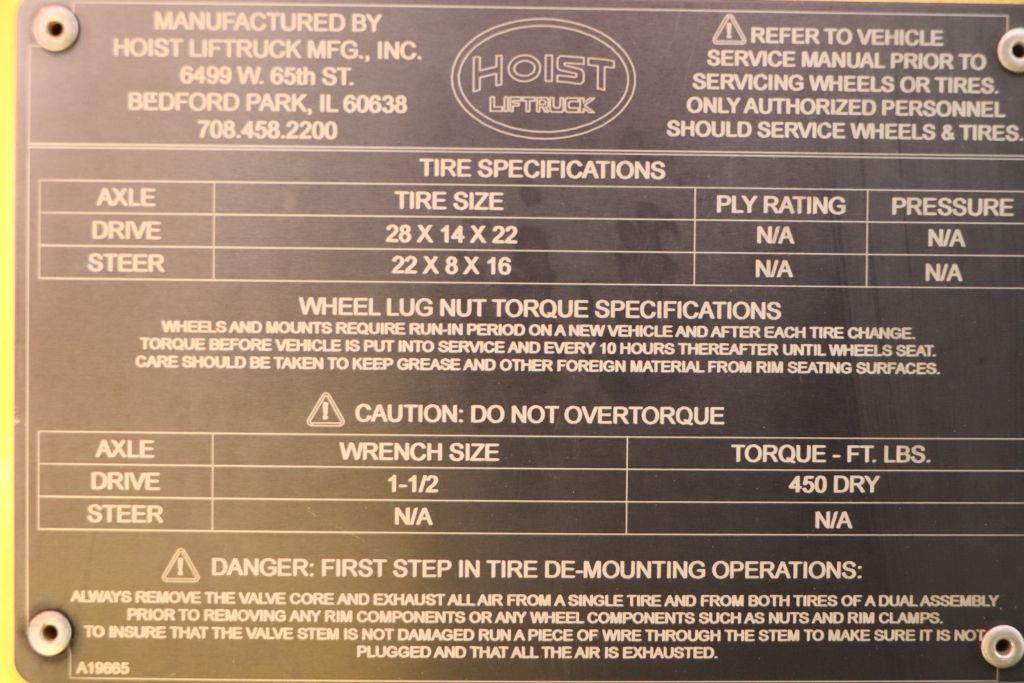 MANUFACTURED BY
HOIST LIFTRUCK MFG., INC.
6499 W. 65th ST.
BEDFORD PARK, IL 60638
708.458.2200
HOIST
LIFTRUCK
REFER TO VEHICLE
SERVICE MANUAL PRIOR TO
SERVICING WHEELS OR TIRES.
ONLY AUTHORIZED PERSONNEL
SHOULD SERVICE WHEELS & TIRES.
TIRE SPECIFICATIONS
AXLE TIRE SIZE PLY RATING PRESSURE
DRIVE 28 X 14 X 22 N/A N/A
STEER 22 X 8 X 16 N/A N/A
WHEEL LUG NUT TORQUE SPECIFICATIONS
WHEELS AND MOUNTS REQUIRE RUN-IN PERIOD ON A NEW VEHICLE AND AFTER EACH TIRE CHANGE.
TORQUE BEFORE VEHICLE IS PUT INTO SERVICE AND EVERY 10 HOURS THEREAFTER UNTIL WHEELS SEAT.
CARE SHOULD BE TAKEN TO KEEP GREASE AND OTHER FOREIGN MATERIAL FROM RIM SEATING SURFACES.
CAUTION: DO NOT OVERTORQUE
AXLE WRENCH SIZE TORQUE - FT. LBS.
DRIVE 1-1/2 450 DRY
STEER N/A N/A
DANGER: FIRST STEP IN TIRE DE-MOUNTING OPERATIONS:
ALWAYS REMOVE THE VALVE CORE AND EXHAUST ALL AIR FROM A SINGLE TIRE AND FROM BOTH TIRES OF A DUAL ASSEMBLY
PRIOR TO REMOVING ANY RIM COMPONENTS OR ANY WHEEL COMPONENTS SUCH AS NUTS AND RIM CLAMPS.
TO INSURE THAT THE VALVE STEM IS NOT DAMAGED RUN A PIECE OF WIRE THROUGH THE STEM TO MAKE SURE IT IS NOT
PLUGGED AND THAT ALL THE AIR IS EXHAUSTED.
A19665